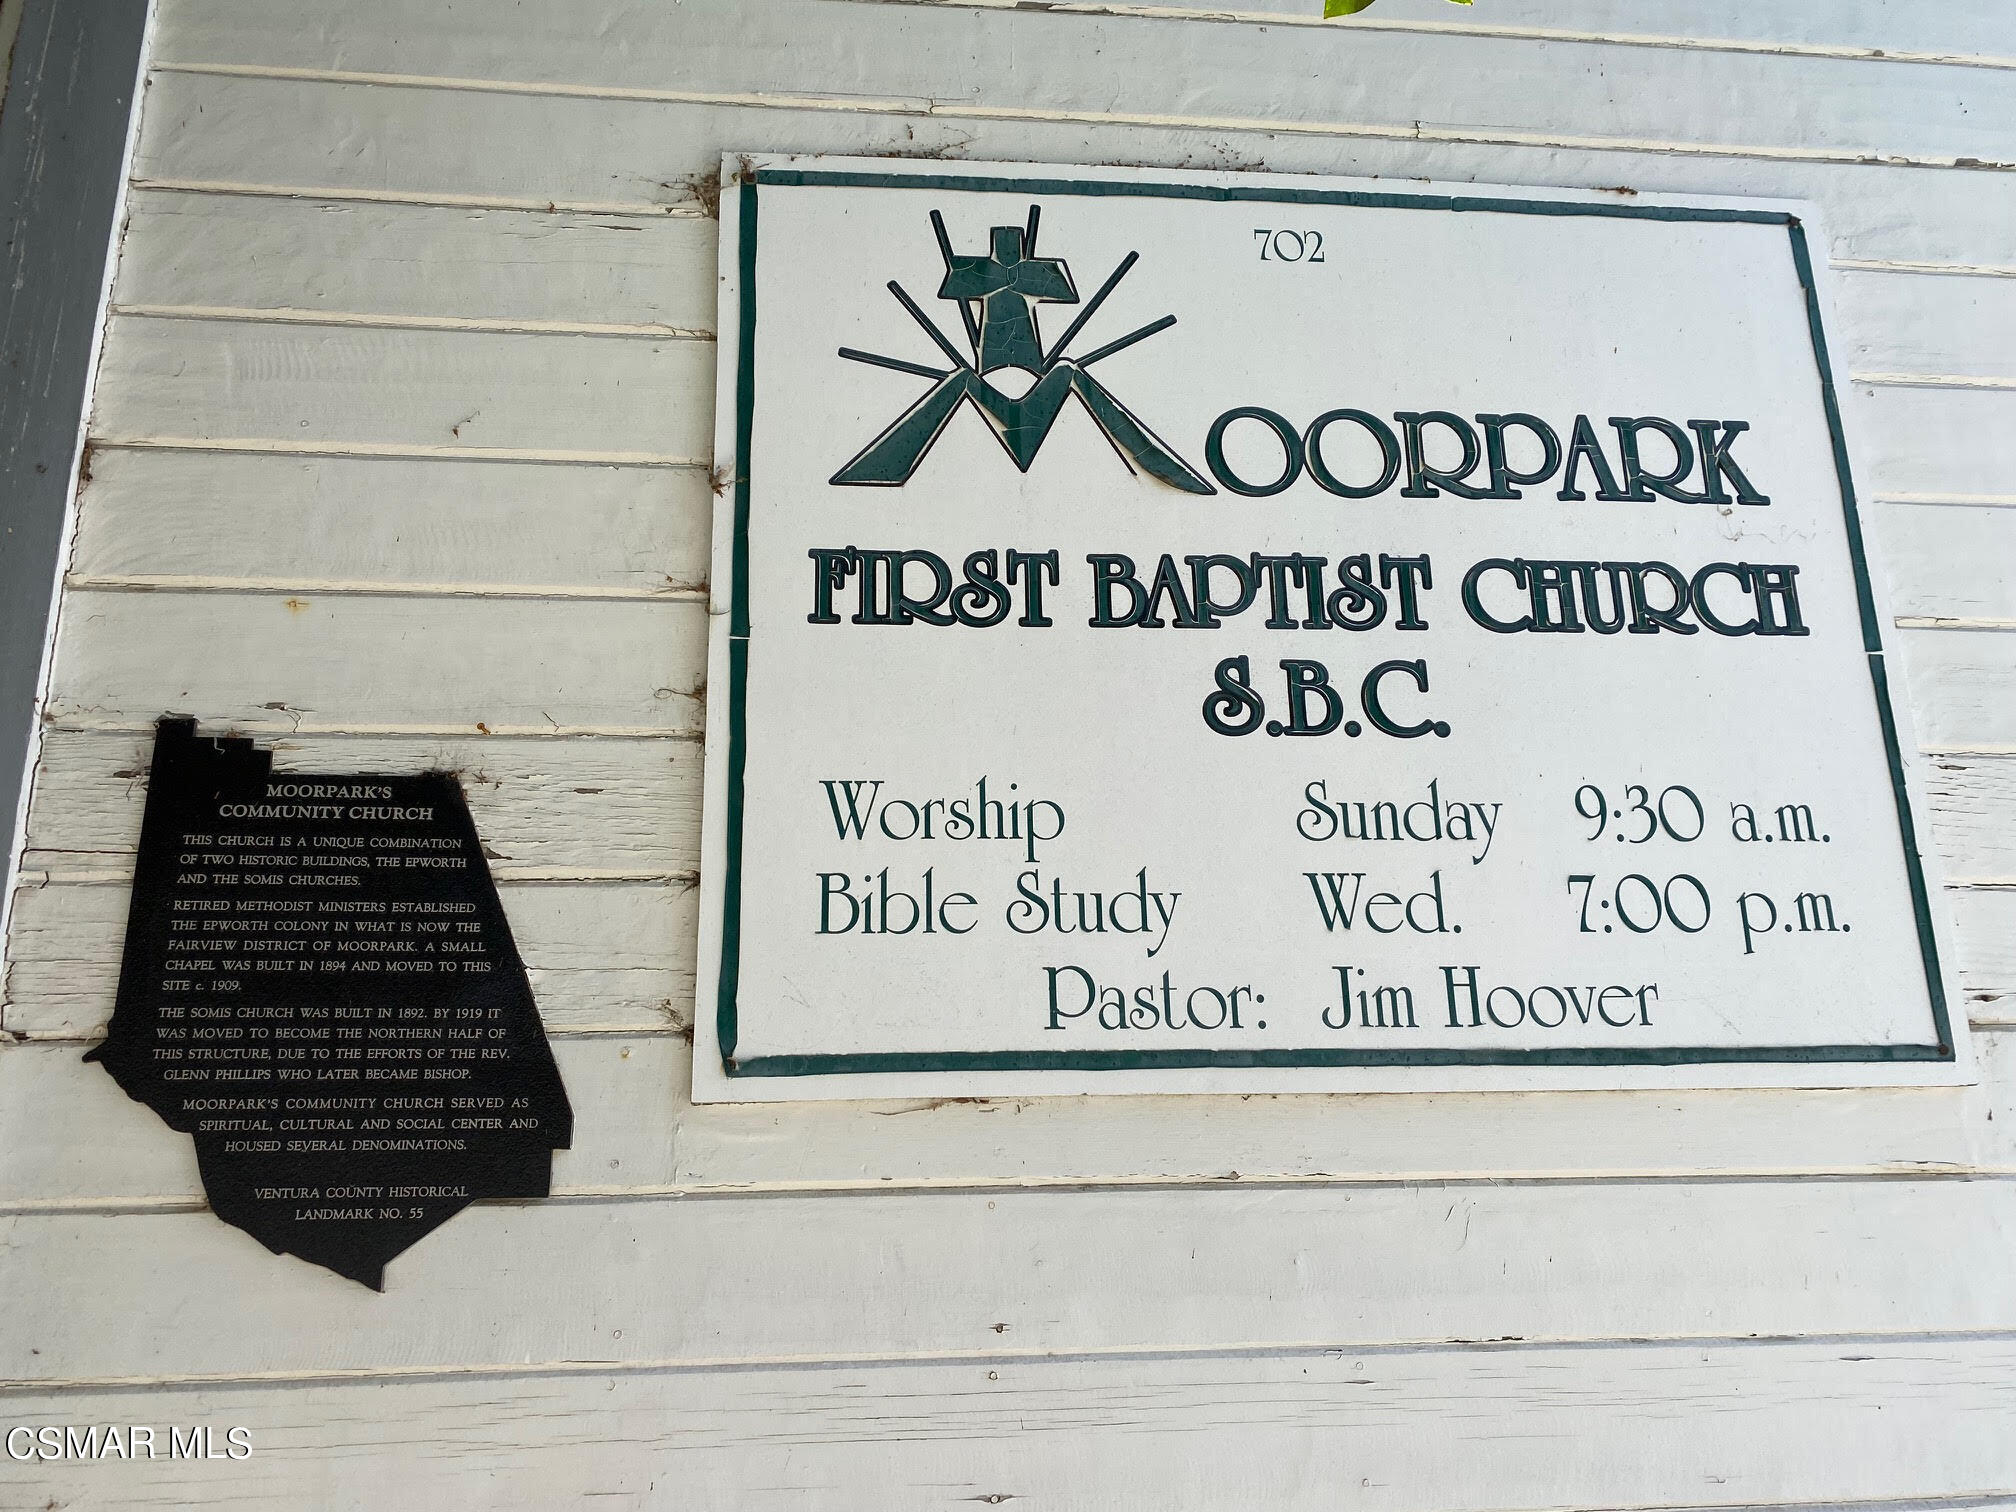 702
MOORPARK
FIRST BAPTIST CHURCH
S.B.C.
Worship Sunday 9:30 a.m.
Bible Study Wed. 7:00 p.m.
Pastor: Jim Hoover
MOORPARK'S
COMMUNITY CHURCH
THIS CHURCH IS A UNIQUE COMBINATION
OF TWO HISTORIC BUILDINGS, THE EPWORTH
AND THE SOMIS CHURCHES.
RETIRED METHODIST MINISTERS ESTABLISHED
THE EPWORTH COLONY IN WHAT IS NOW THE
FAIRVIEW DISTRICT OF MOORPARK. A SMALL
CHAPEL WAS BUILT IN 1894 AND MOVED TO THIS
SITE c. 1909.
THE SOMIS CHURCH WAS BUILT IN 1892. BY 1919 IT
WAS MOVED TO BECOME THE NORTHERN HALF OF
THIS STRUCTURE, DUE TO THE EFFORTS OF THE REV.
GLENN PHILLIPS WHO LATER BECAME BISHOP.
MOORPARK'S COMMUNITY CHURCH SERVED AS
SPIRITUAL, CULTURAL AND SOCIAL CENTER AND
HOUSED SEVERAL DENOMINATIONS.
VENTURA COUNTY HISTORICAL
LANDMARK NO. 55
CSMAR MLS